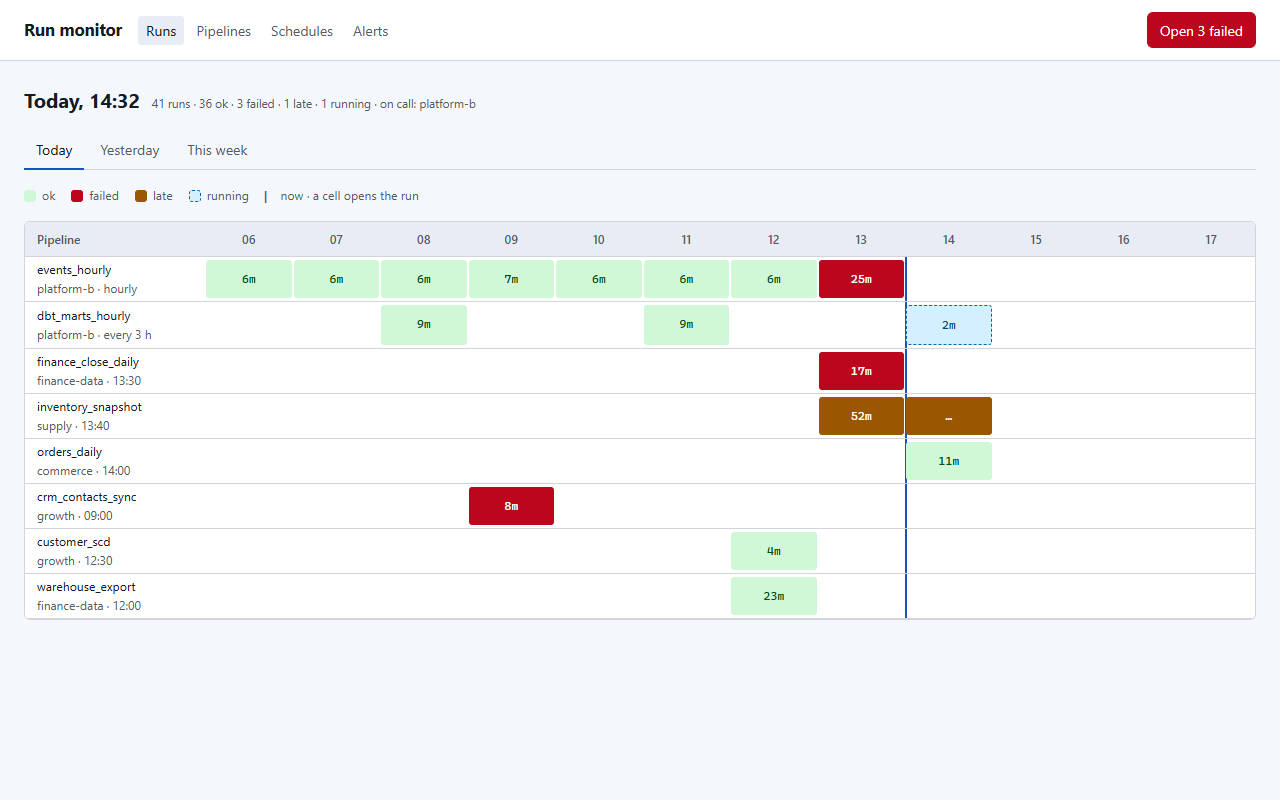 Run monitor Runs Pipelines Schedules Alerts Open 3 failed
Today, 14:32 41 runs · 36 ok · 3 failed · 1 late · 1 running · on call: platform-b
Today Yesterday This week
ok failed late running | now · a cell opens the run
Pipeline 06 07 08 09 10 11 12 13 14 15 16 17
events_hourly
platform-b · hourly
6m 6m 6m 7m 6m 6m 6m 25m
dbt_marts_hourly
platform-b · every 3 h
9m 9m 2m
finance_close_daily
finance-data · 13:30
17m
inventory_snapshot
supply · 13:40
52m …
orders_daily
commerce · 14:00
11m
crm_contacts_sync
growth · 09:00
8m
customer_scd
growth · 12:30
4m
warehouse_export
finance-data · 12:00
23m